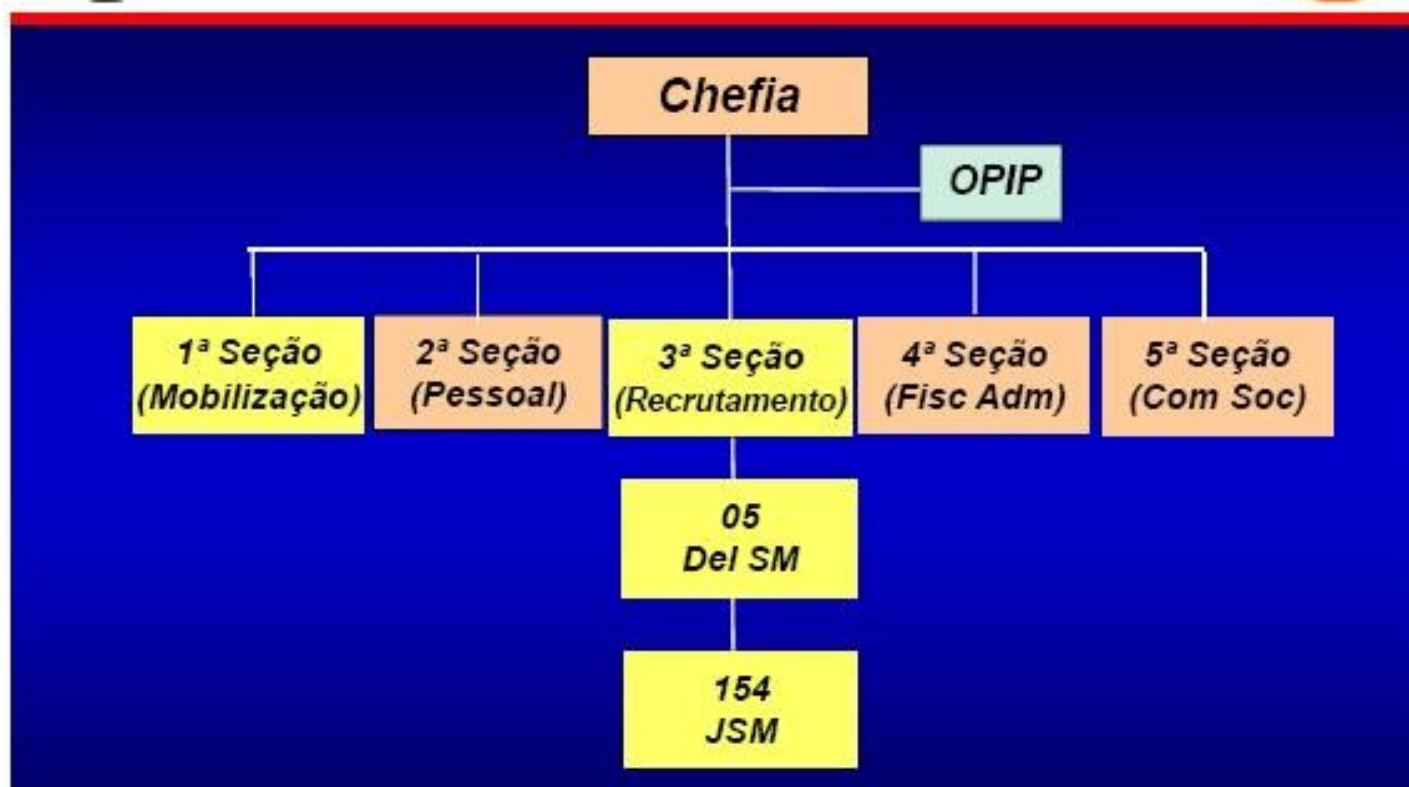 Chefia
OPIP
1ª Seção
(Mobilização)
2ª Seção
(Pessoal)
3ª Seção
(Recrutamento)
4ª Seção
(Fisc Adm)
5ª Seção
(Com Soc)
05
Del SM
154
JSM